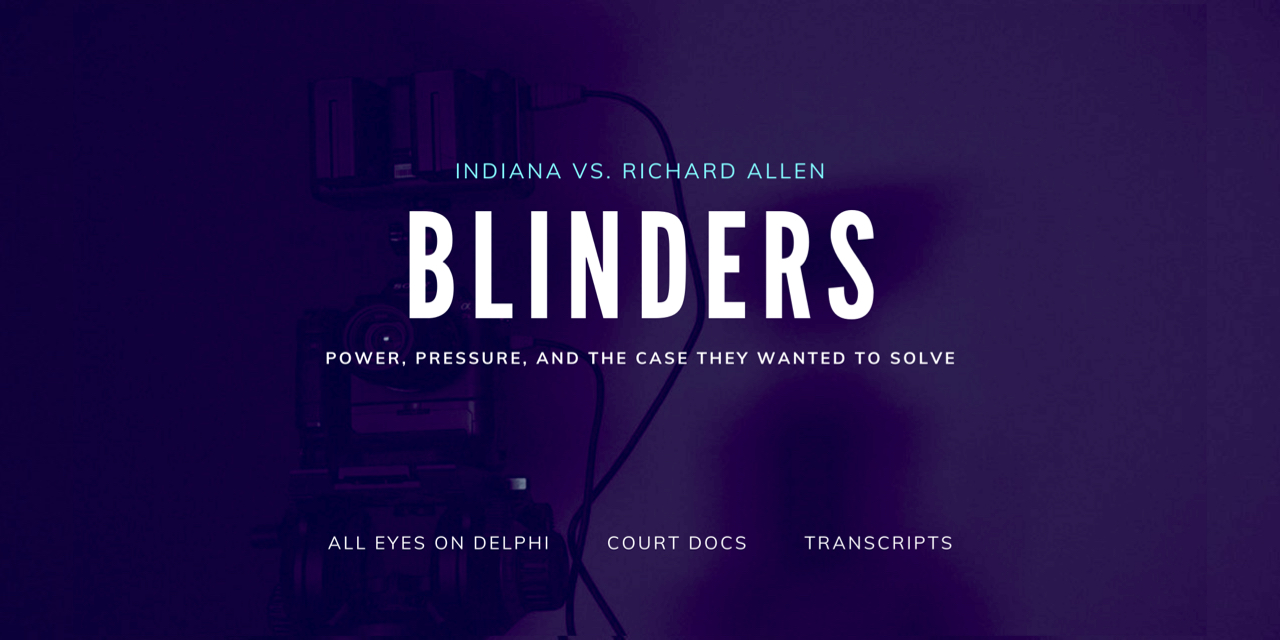 INDIANA VS. RICHARD ALLEN
BLINDERS
POWER, PRESSURE, AND THE CASE THEY WANTED TO SOLVE
ALL EYES ON DELPHI COURT DOCS TRANSCRIPTS